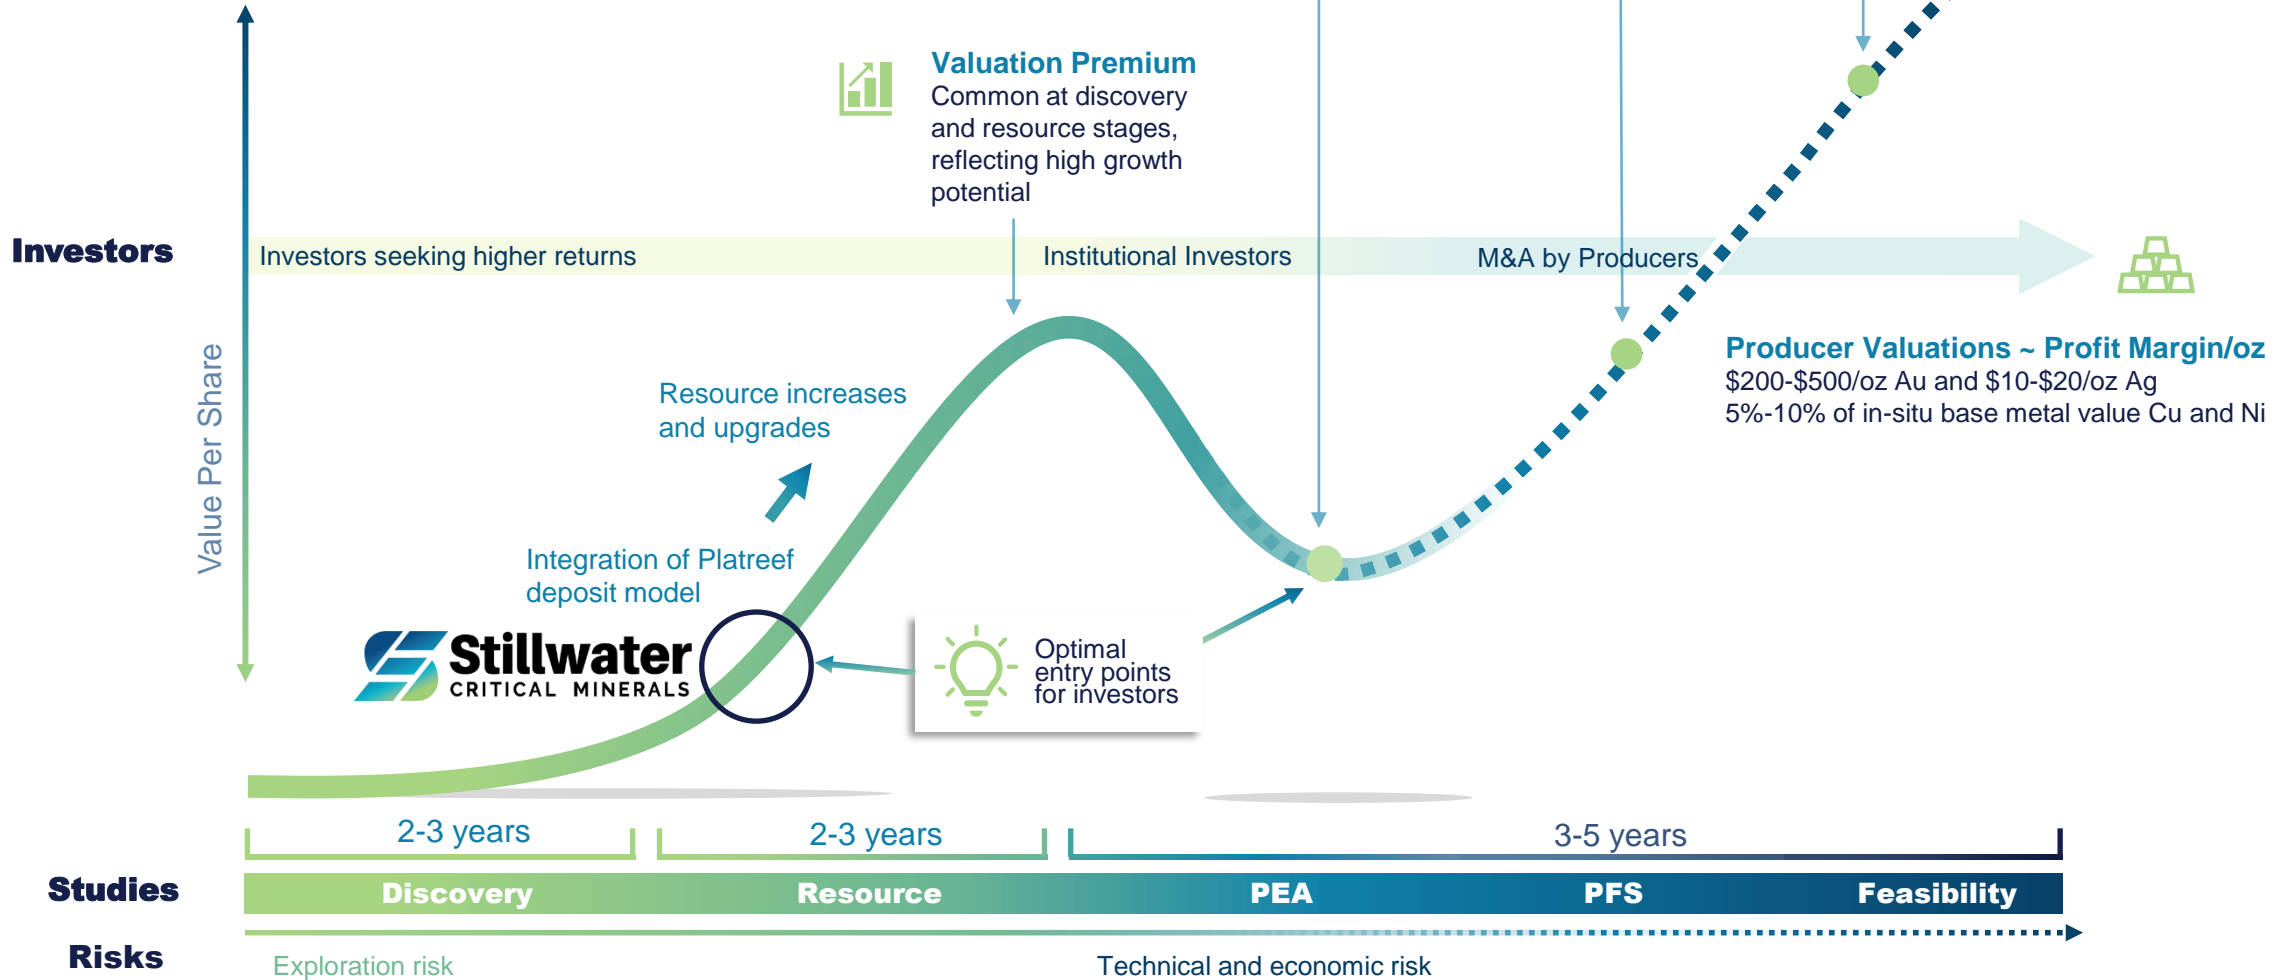 Valuation Premium
Common at discovery
and resource stages,
reflecting high growth
potential
Investors
Investors seeking higher returns
Institutional Investors
M&A by Producers
Producer Valuations ~ Profit Margin/oz
$200-$500/oz Au and $10-$20/oz Ag
5%-10% of in-situ base metal value Cu and Ni
Value Per Share
Resource increases
and upgrades
Integration of Platreef
deposit model
Stillwater
CRITICAL MINERALS
Optimal
entry points
for investors
2-3 years
2-3 years
3-5 years
Studies
Discovery
Resource
PEA
PFS
Feasibility
Risks
Exploration risk
Technical and economic risk